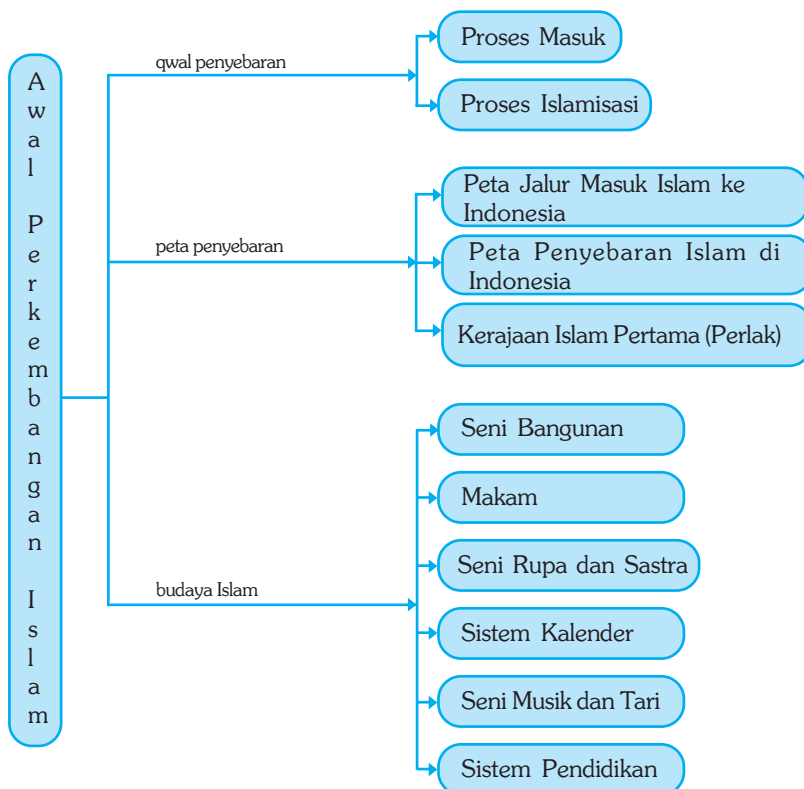 Awal Perkembangan Islam
qwal penyebaran
Proses Masuk
Proses Islamisasi
peta penyebaran
Peta Jalur Masuk Islam ke
Indonesia
Peta Penyebaran Islam di
Indonesia
Kerajaan Islam Pertama (Perlak)
budaya Islam
Seni Bangunan
Makam
Seni Rupa dan Sastra
Sistem Kalender
Seni Musik dan Tari
Sistem Pendidikan